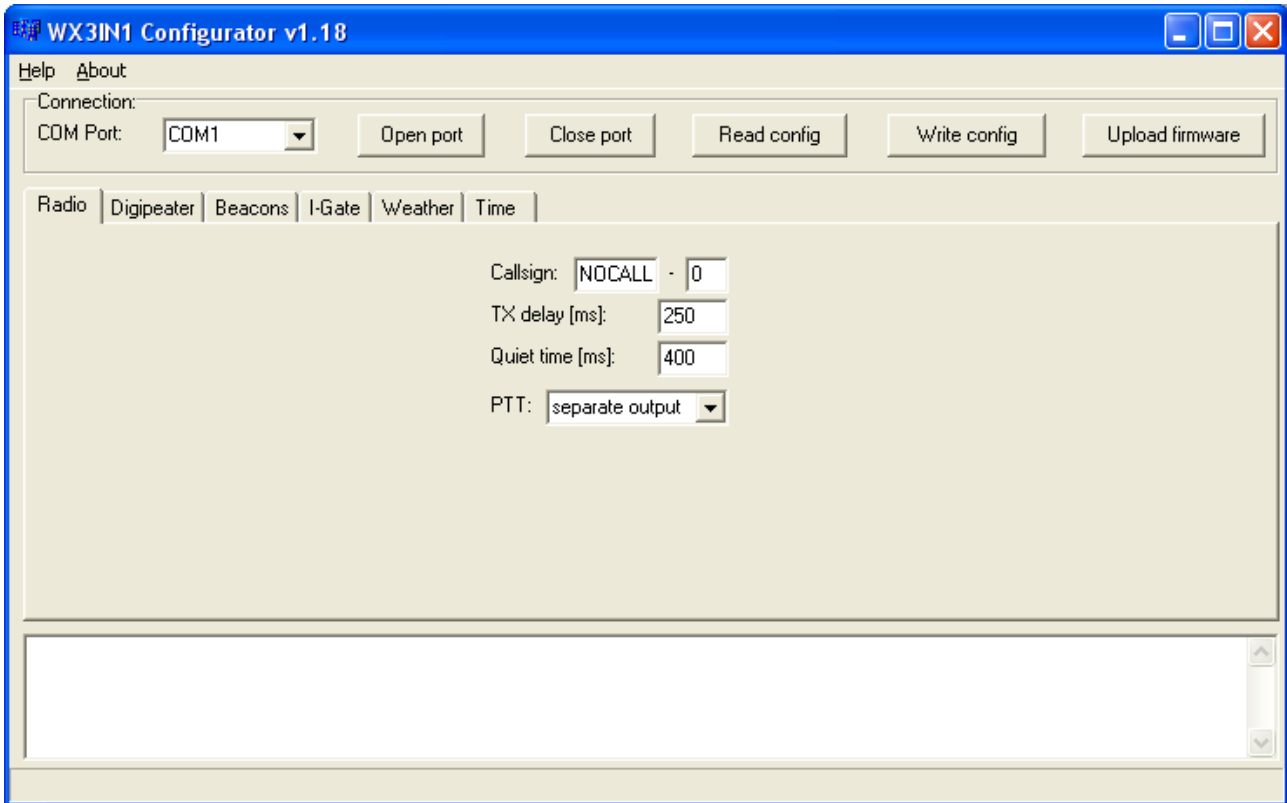 WX3IN1 Configurator v1.18
Help About
Connection:
COM Port: COM1 Open port Close port Read config Write config Upload firmware
Radio Digipeater Beacons I-Gate Weather Time
Callsign: NOCALL - 0
TX delay [ms]: 250
Quiet time [ms]: 400
PTT: separate output